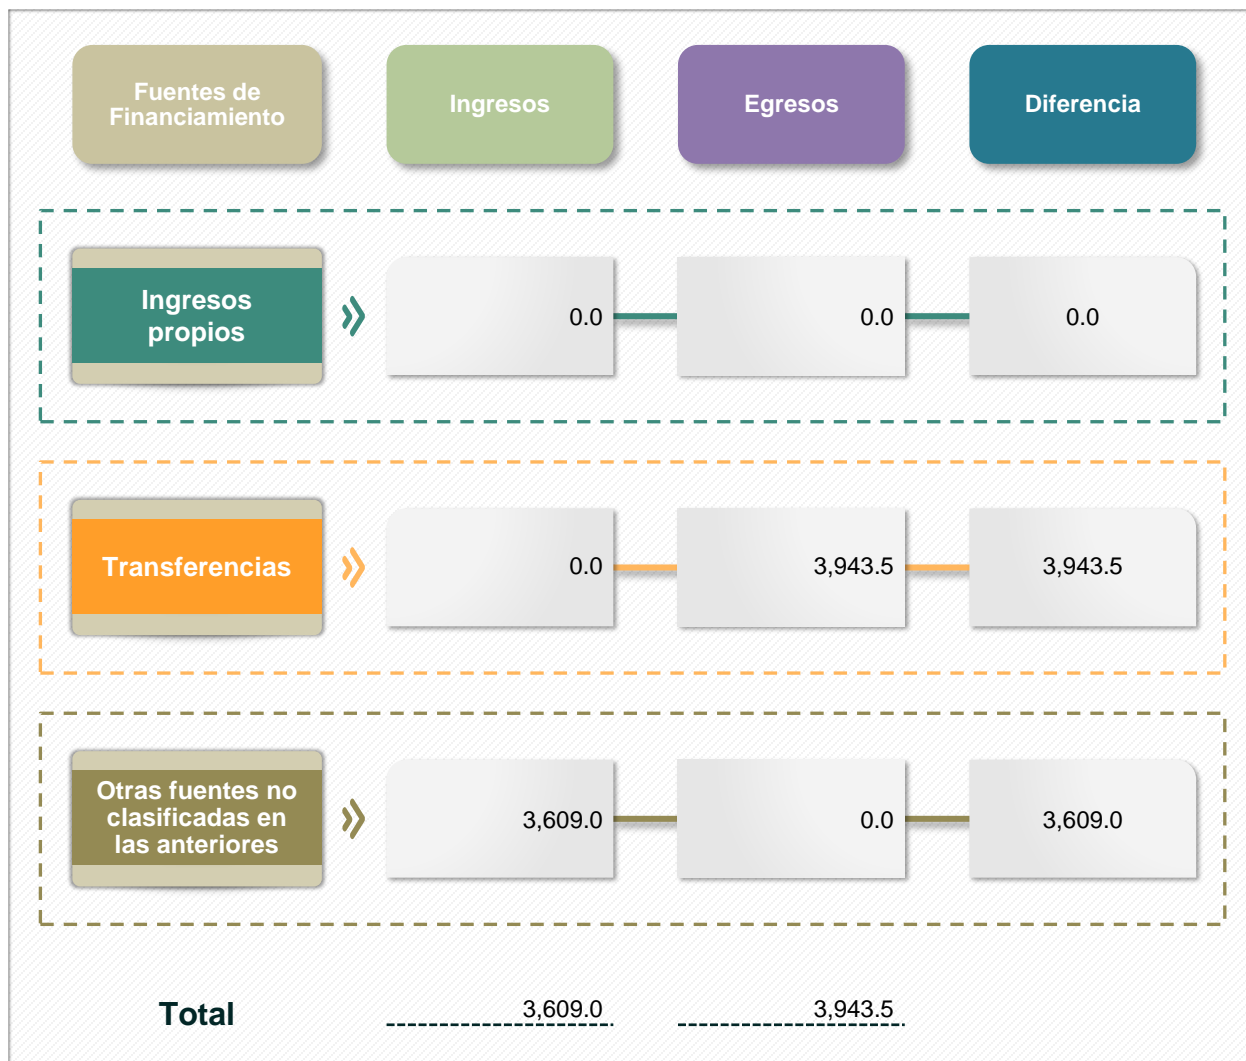 Fuentes de
Financiamiento
Ingresos
Egresos
Diferencia
Ingresos
propios
0.0
0.0
0.0
Transferencias
0.0
3,943.5
3,943.5
Otras fuentes no
clasificadas en
las anteriores
3,609.0
0.0
3,609.0
Total
3,609.0
3,943.5